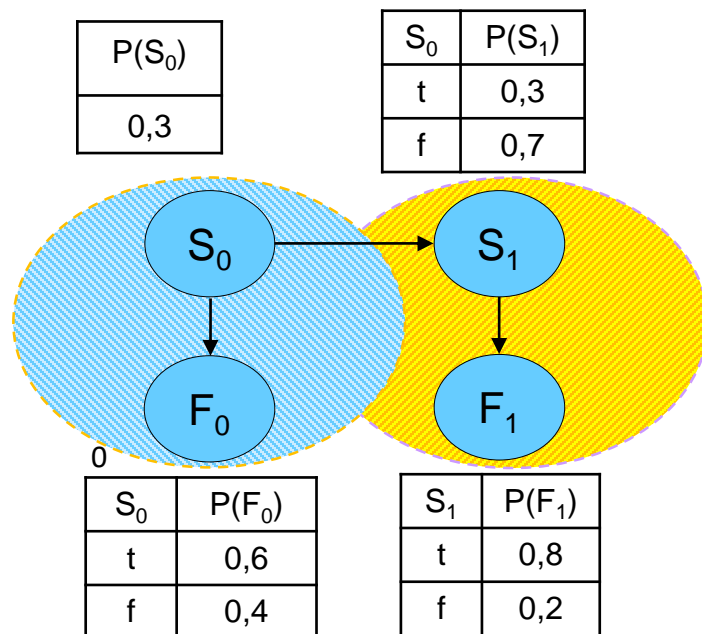 P(S₀)
0,3
S₀ P(S₁)
t 0,3
f 0,7
S₀ S₁
F₀ F₁
0
S₀ P(F₀)
t 0,6
f 0,4
S₁ P(F₁)
t 0,8
f 0,2